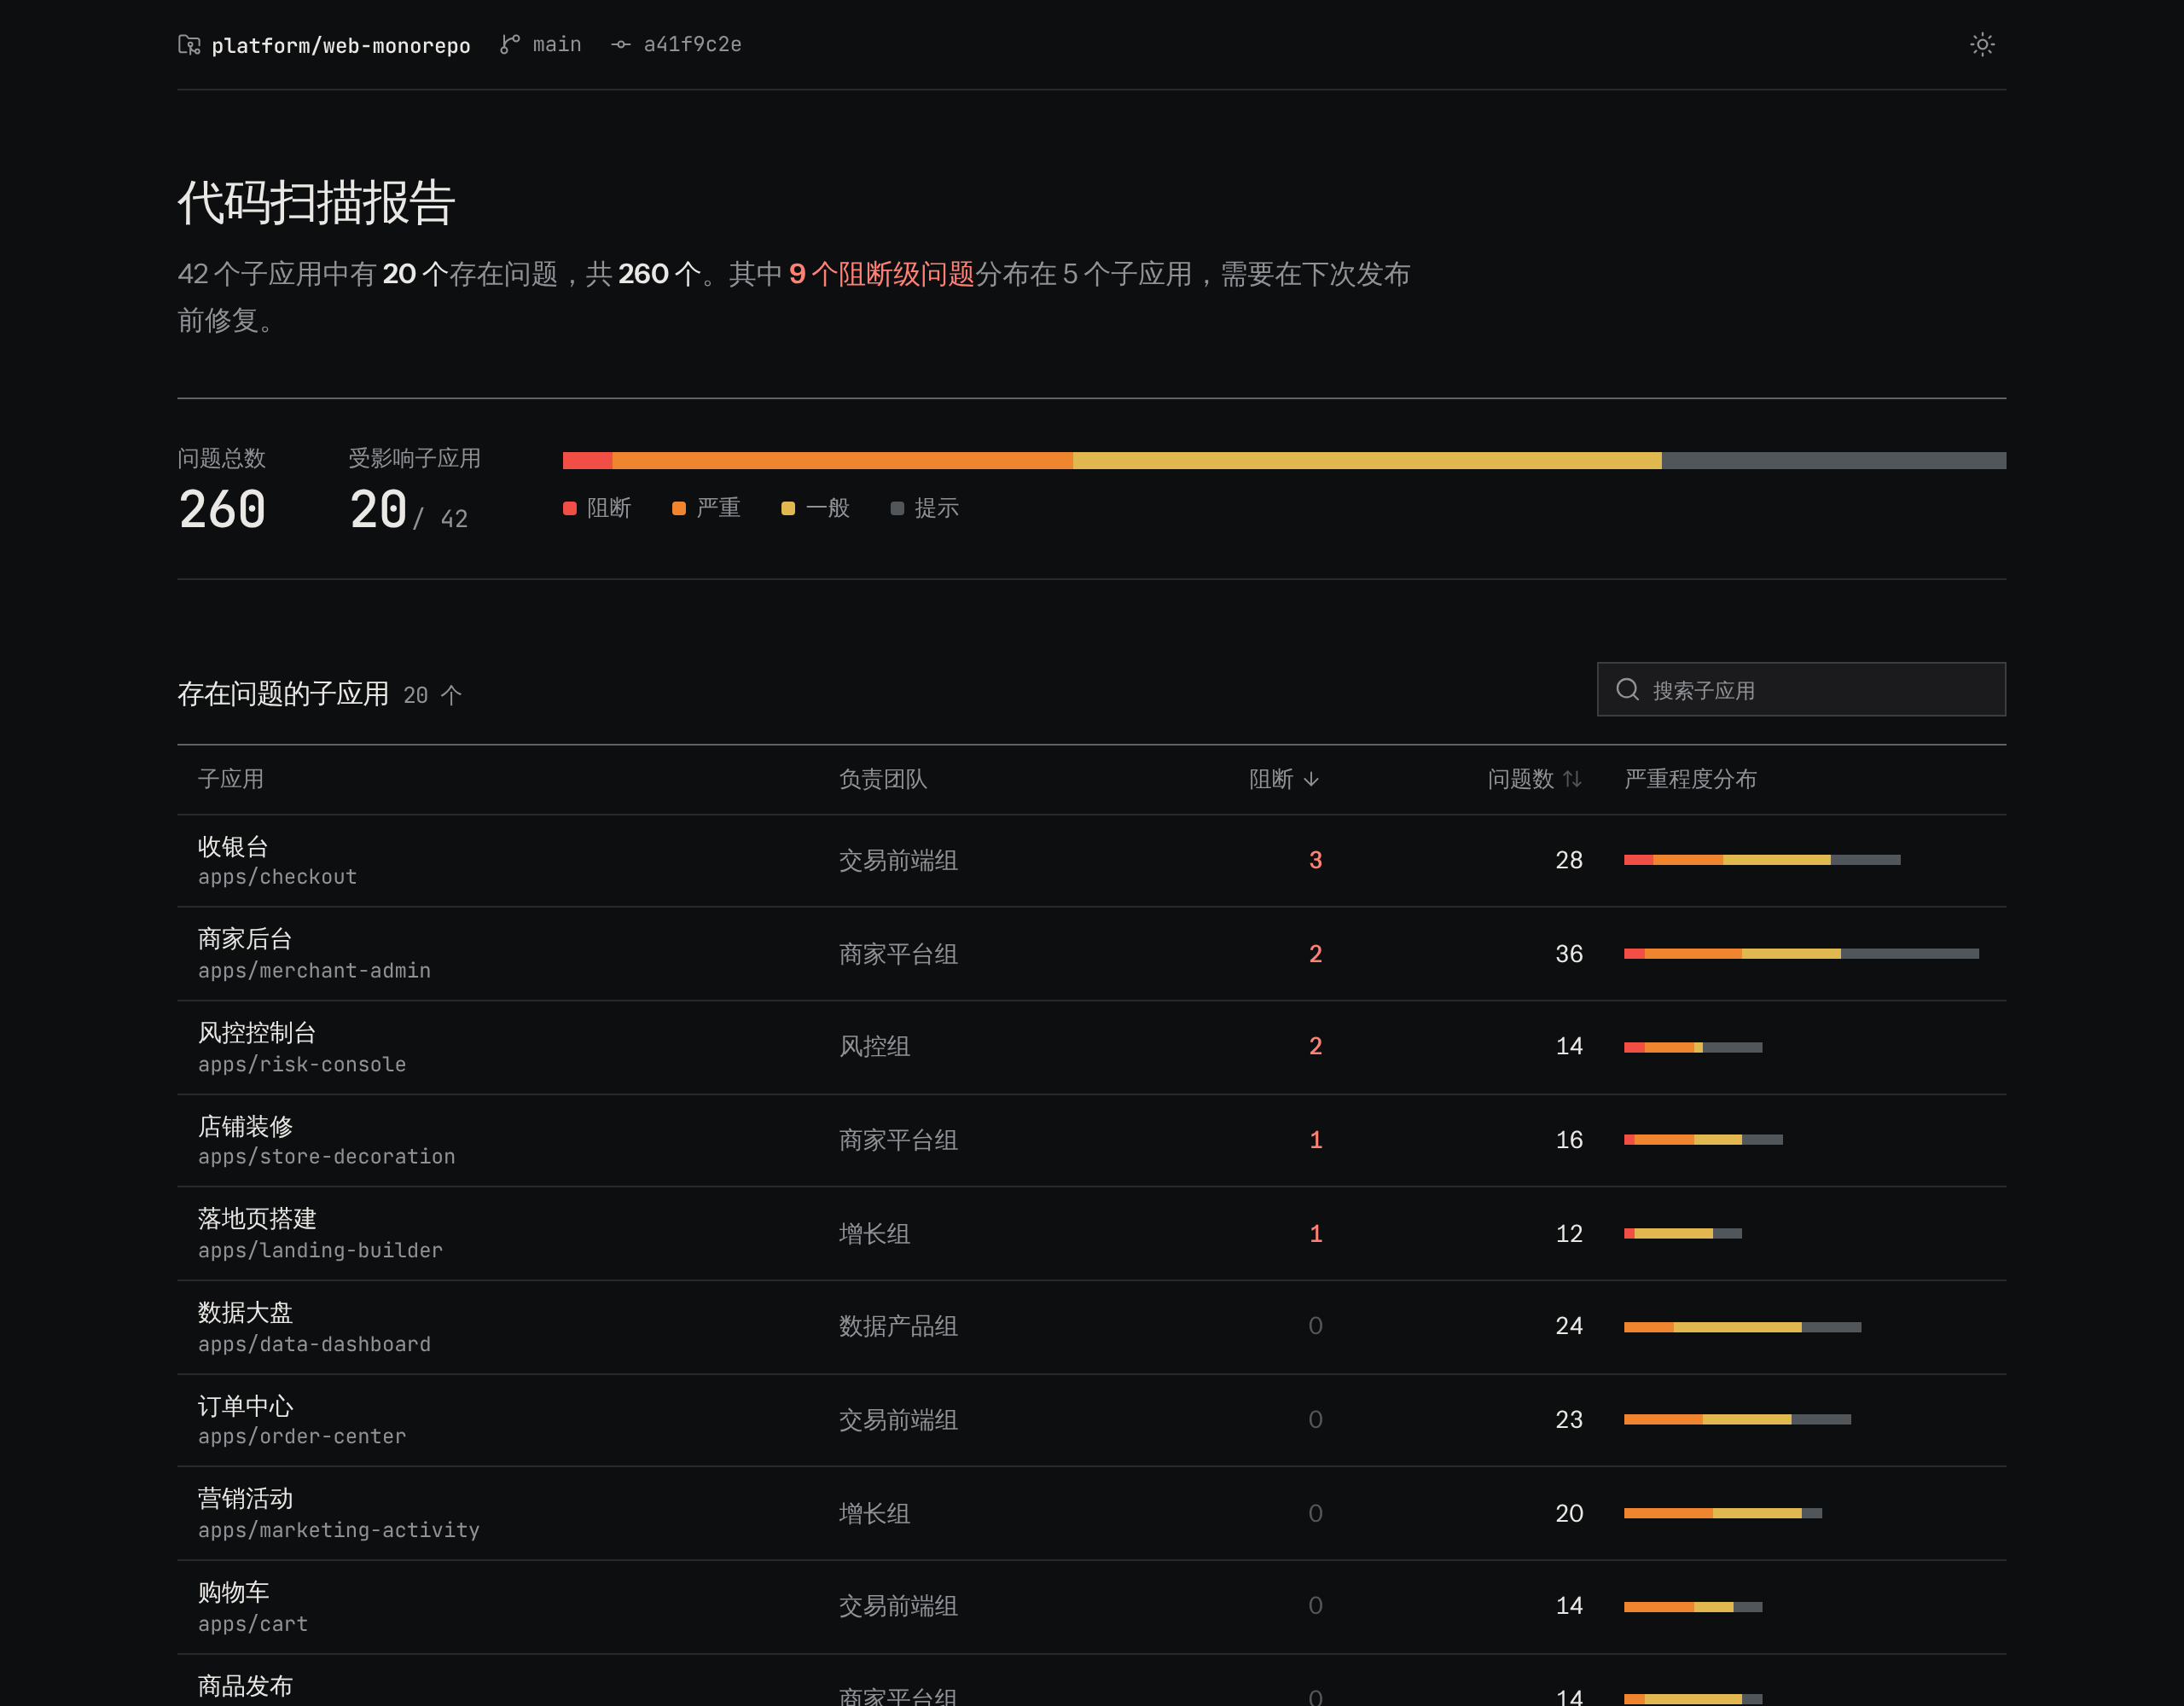 platform/web-monorepo main a41f9c2e
代码扫描报告
42 个子应用中有 20 个存在问题，共 260 个。其中 9 个阻断级问题分布在 5 个子应用，需要在下次发布
前修复。
问题总数 受影响子应用
260 20 / 42
阻断 严重 一般 提示
存在问题的子应用 20 个 搜索子应用
子应用 负责团队 阻断 问题数 严重程度分布
收银台
apps/checkout 交易前端组 3 28
商家后台
apps/merchant-admin 商家平台组 2 36
风控控制台
apps/risk-console 风控组 2 14
店铺装修
apps/store-decoration 商家平台组 1 16
落地页搭建
apps/landing-builder 增长组 1 12
数据大盘
apps/data-dashboard 数据产品组 0 24
订单中心
apps/order-center 交易前端组 0 23
营销活动
apps/marketing-activity 增长组 0 20
购物车
apps/cart 交易前端组 0 14
商品发布
商家平台组 0 14